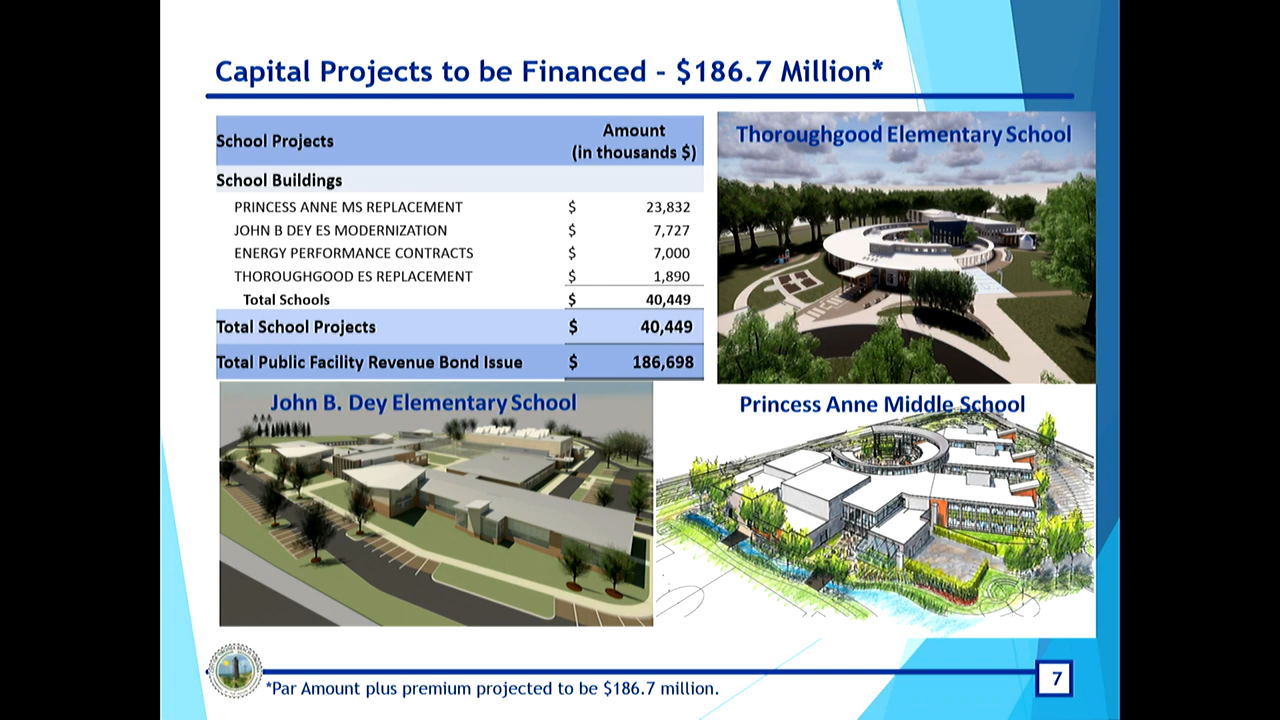 Capital Projects to be Financed - $186.7 Million*
School Projects Amount (in thousands $)
School Buildings
PRINCESS ANNE MS REPLACEMENT $ 23,832
JOHN B DEY ES MODERNIZATION $ 7,727
ENERGY PERFORMANCE CONTRACTS $ 7,000
THOROUGHGOOD ES REPLACEMENT $ 1,890
Total Schools $ 40,449
Total School Projects $ 40,449
Total Public Facility Revenue Bond Issue $ 186,698
Thoroughgood Elementary School
John B. Dey Elementary School
Princess Anne Middle School
*Par Amount plus premium projected to be $186.7 million.
7